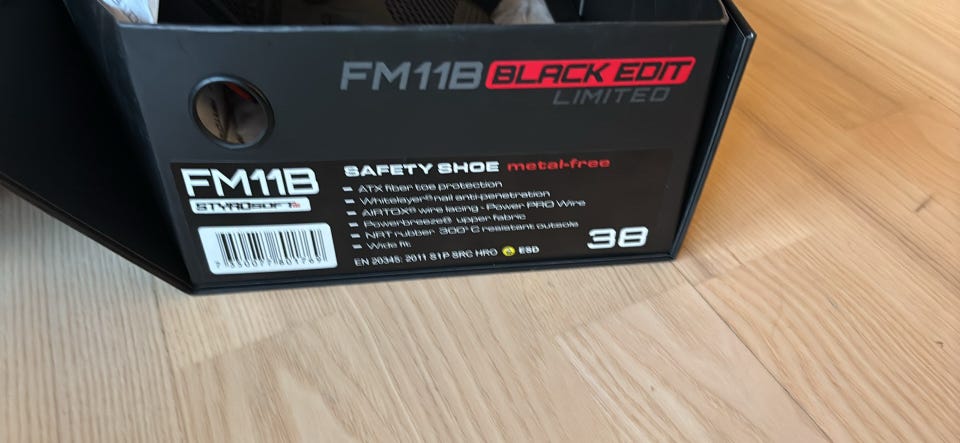 FM11B BLACK EDIT
LIMITED
FM11B
STYROSOFT
SAFETY SHOE metal-free
ATX fiber toe protection
Whitelayer® nail anti-penetration
AIRTOX® wire lacing - Power PRO Wire
Powerbreeze® upper fabric
NRT rubber 300°C resistant outsole
Wide fit
38
EN 20345: 2011 S1P SRC HRO ESD